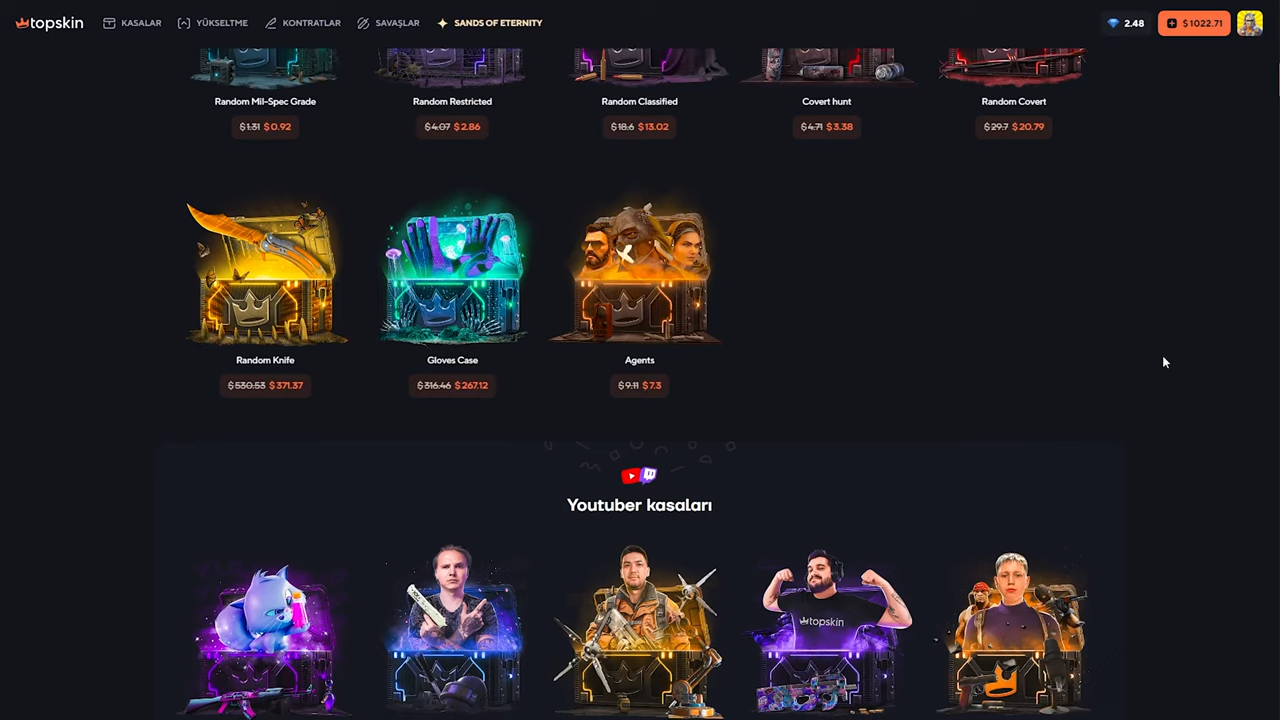 topskin
KASALAR
YÜKSELTME
KONTRATLAR
SAVAŞLAR
SANDS OF ETERNITY
2.48
$ 1022.71
Random Mil-Spec Grade
Random Restricted
Random Classified
Covert hunt
Random Covert
$ 1.31 $ 0.92
$ 4.07 $ 2.86
$ 18.6 $ 13.02
$ 4.71 $ 3.38
$ 29.7 $ 20.79
Random Knife
Gloves Case
Agents
$ 530.53 $ 371.37
$ 316.46 $ 267.12
$ 9.11 $ 7.3
Youtuber kasaları
topskin